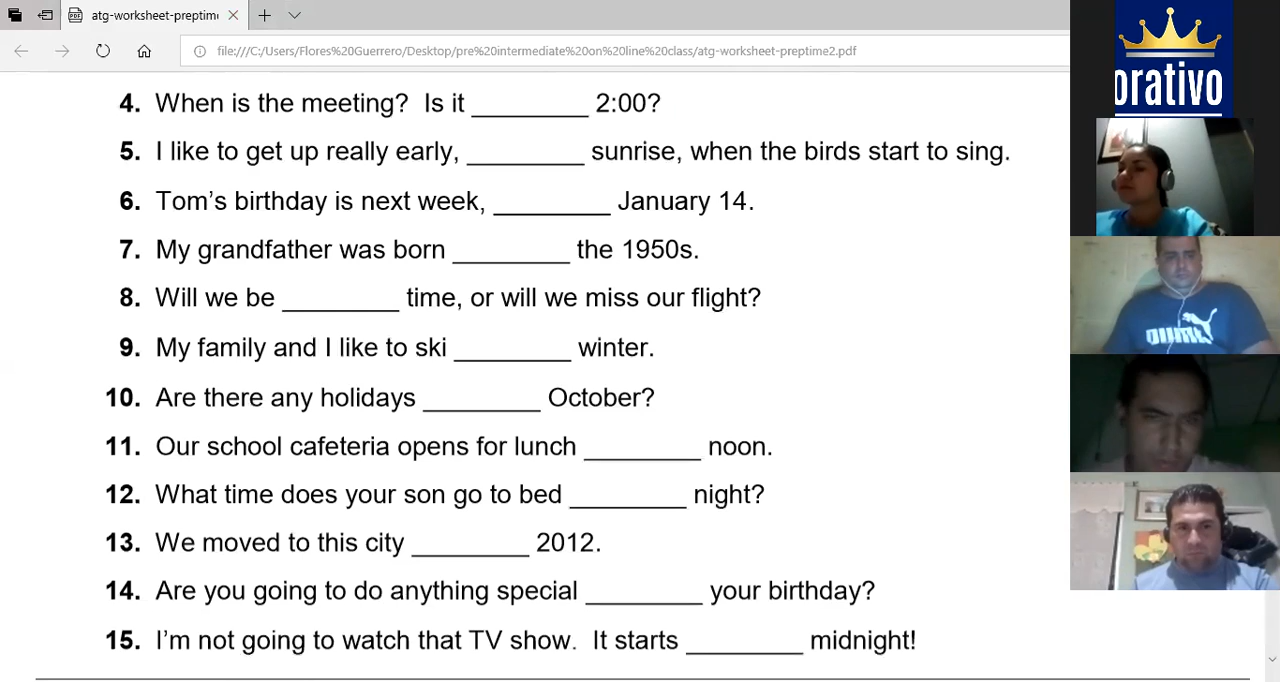 atg-worksheet-preptim
file:///C:/Users/Flores%20Guerrero/Desktop/pre%20intermediate%20on%20line%20class/atg-worksheet-preptime2.pdf
orativo
4. When is the meeting? Is it ________ 2:00?
5. I like to get up really early, ________ sunrise, when the birds start to sing.
6. Tom's birthday is next week, ________ January 14.
7. My grandfather was born ________ the 1950s.
8. Will we be ________ time, or will we miss our flight?
9. My family and I like to ski ________ winter.
10. Are there any holidays ________ October?
11. Our school cafeteria opens for lunch ________ noon.
12. What time does your son go to bed ________ night?
13. We moved to this city ________ 2012.
14. Are you going to do anything special ________ your birthday?
15. I'm not going to watch that TV show. It starts ________ midnight!
PUMA